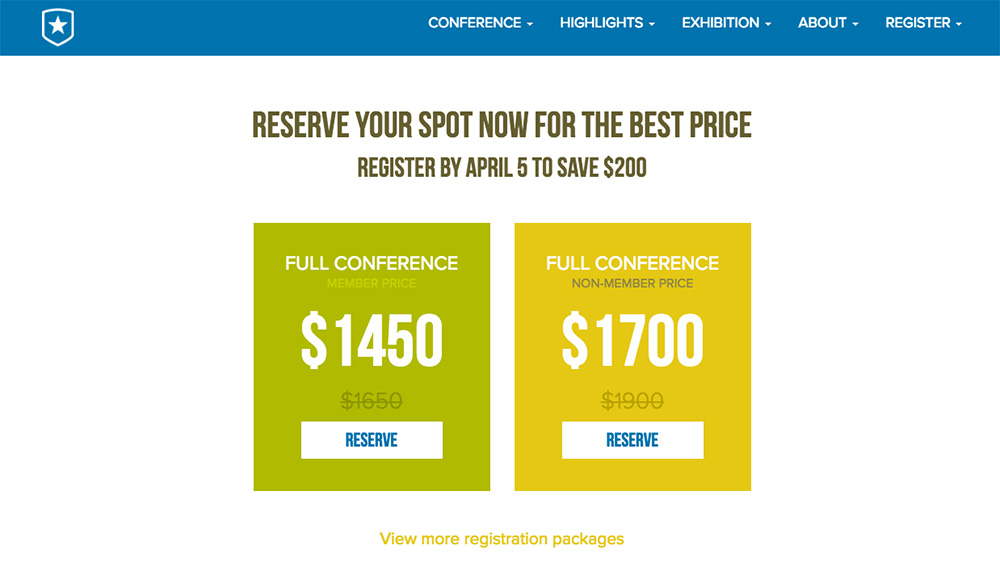 CONFERENCE HIGHLIGHTS EXHIBITION ABOUT REGISTER
RESERVE YOUR SPOT NOW FOR THE BEST PRICE
REGISTER BY APRIL 5 TO SAVE $200
FULL CONFERENCE
MEMBER PRICE
$1450
$1650
RESERVE
FULL CONFERENCE
NON-MEMBER PRICE
$1700
$1900
RESERVE
View more registration packages